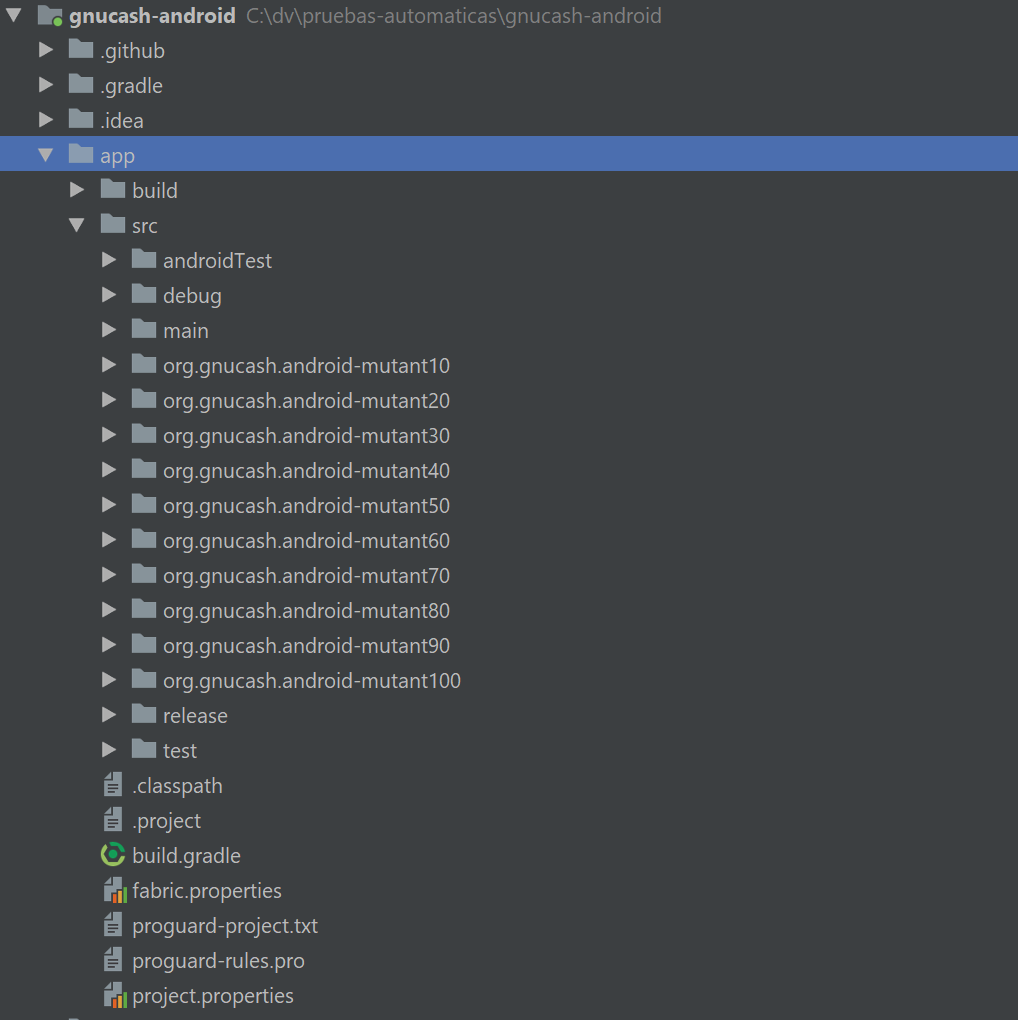 gnucash-android C:\dv\pruebas-automaticas\gnucash-android
.github
.gradle
.idea
app
build
src
androidTest
debug
main
org.gnucash.android-mutant10
org.gnucash.android-mutant20
org.gnucash.android-mutant30
org.gnucash.android-mutant40
org.gnucash.android-mutant50
org.gnucash.android-mutant60
org.gnucash.android-mutant70
org.gnucash.android-mutant80
org.gnucash.android-mutant90
org.gnucash.android-mutant100
release
test
.classpath
.project
build.gradle
fabric.properties
proguard-project.txt
proguard-rules.pro
project.properties